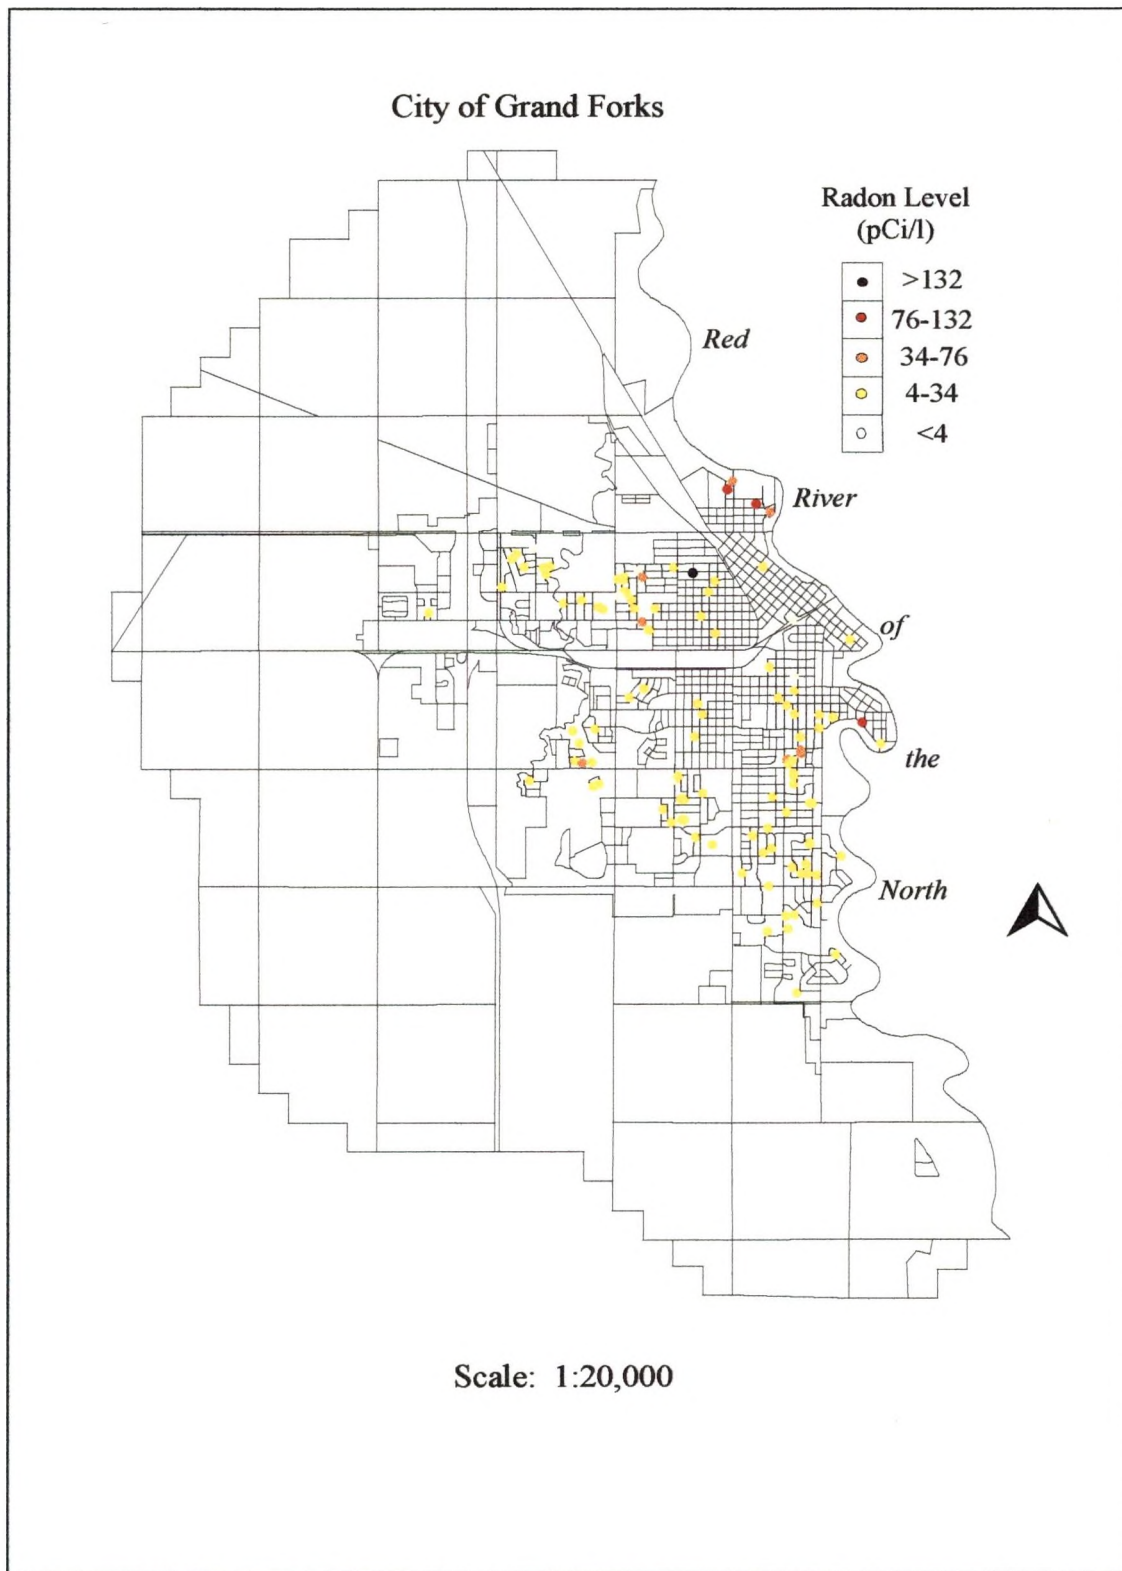 City of Grand Forks
Radon Level
(pCi/l)
>132
76-132
34-76
4-34
<4
Red
River
of
the
North
Scale: 1:20,000